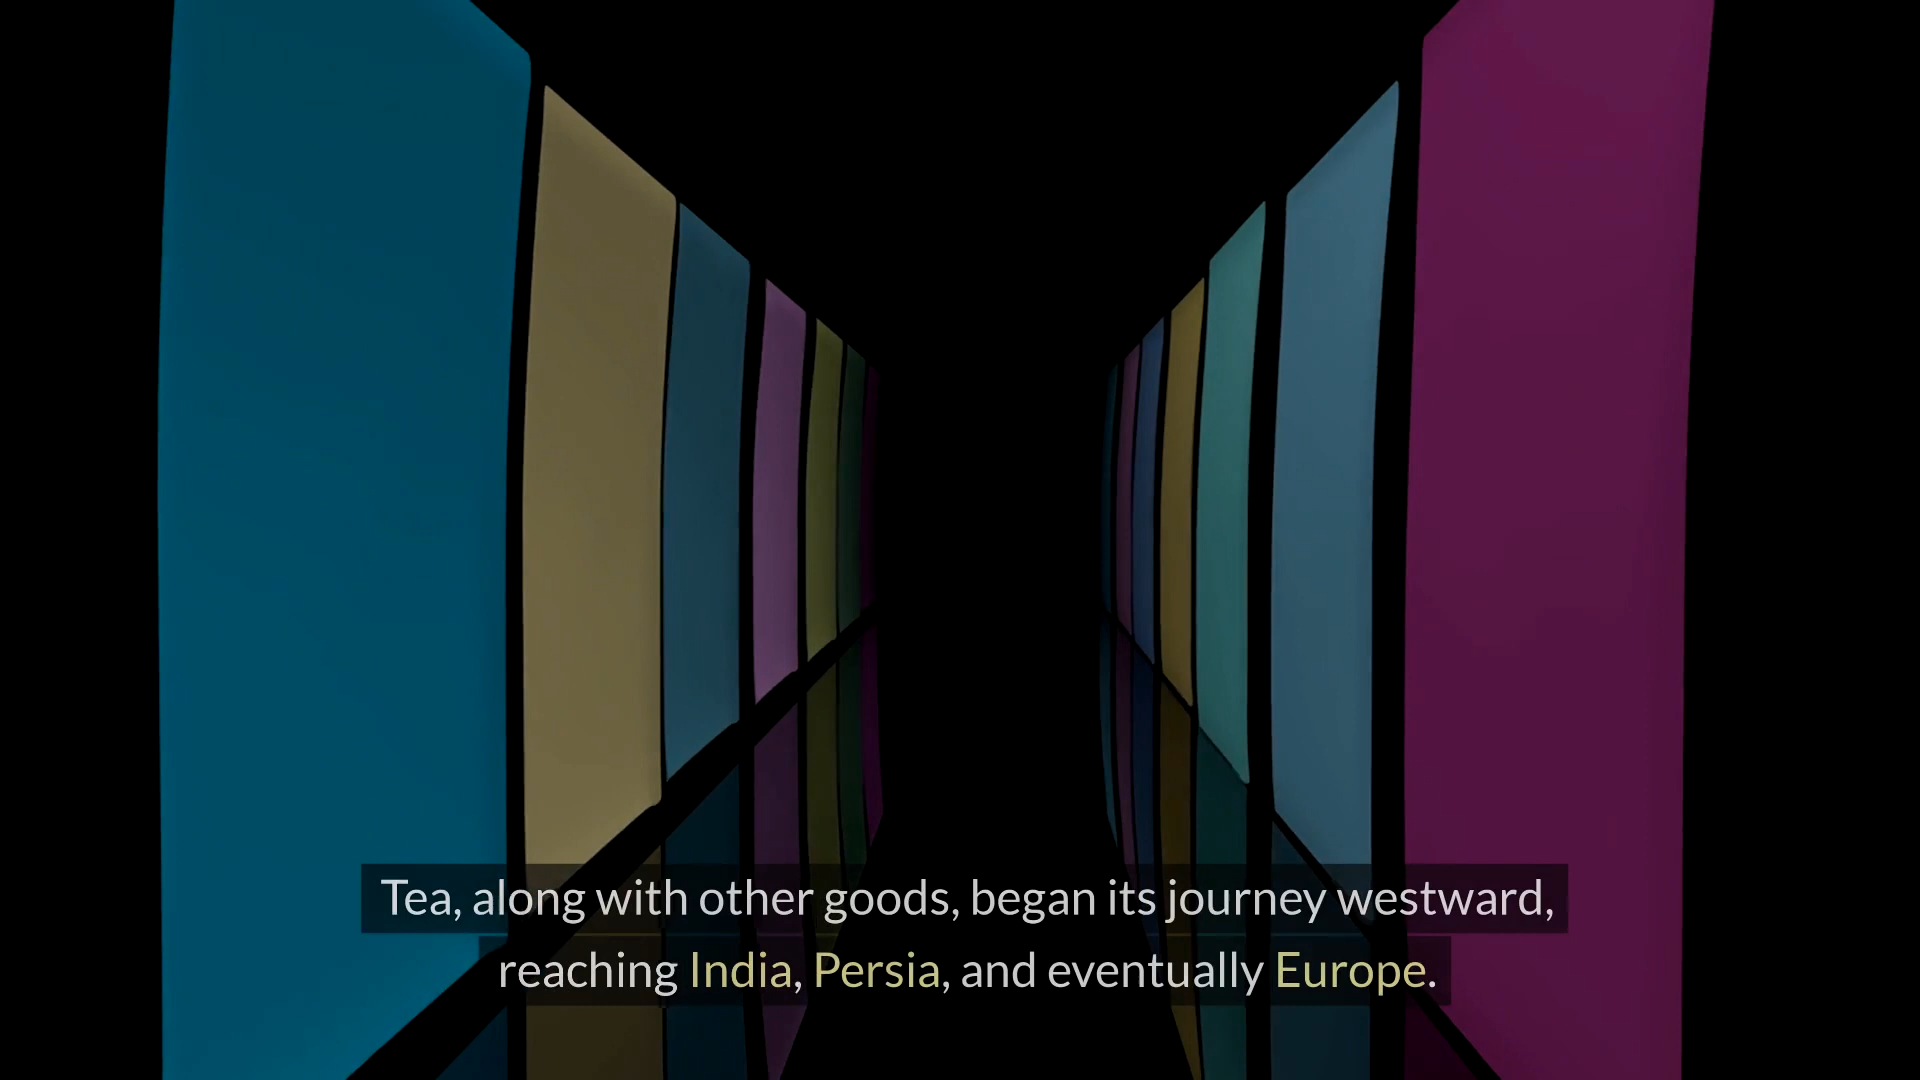 Tea, along with other goods, began its journey westward,
reaching India, Persia, and eventually Europe.